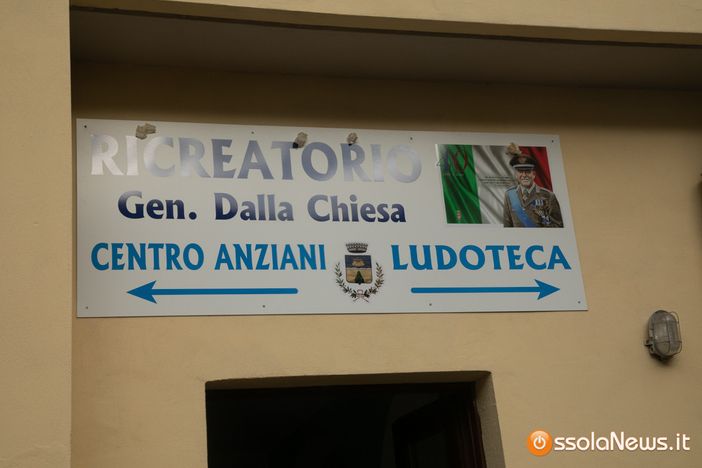 RICREATORIO
Gen. Dalla Chiesa
CENTRO ANZIANI
LUDOTECA
ossolaNews.it